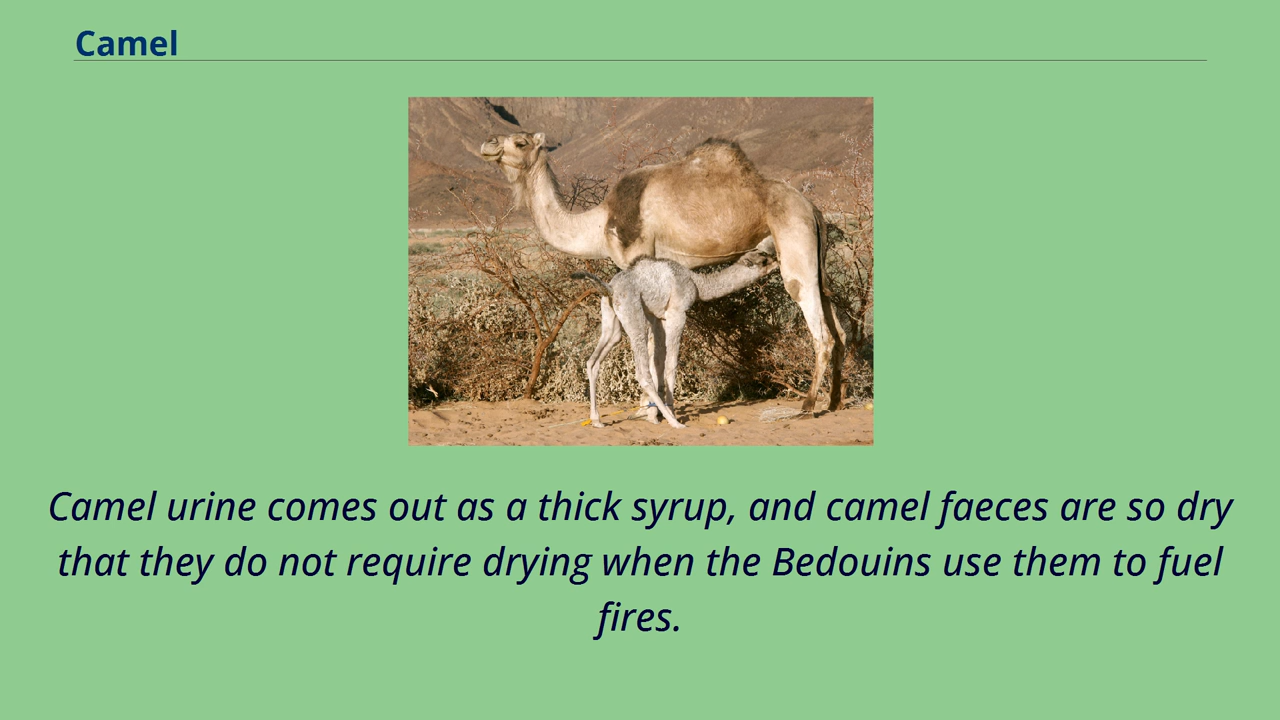 Camel
Camel urine comes out as a thick syrup, and camel faeces are so dry
that they do not require drying when the Bedouins use them to fuel
fires.